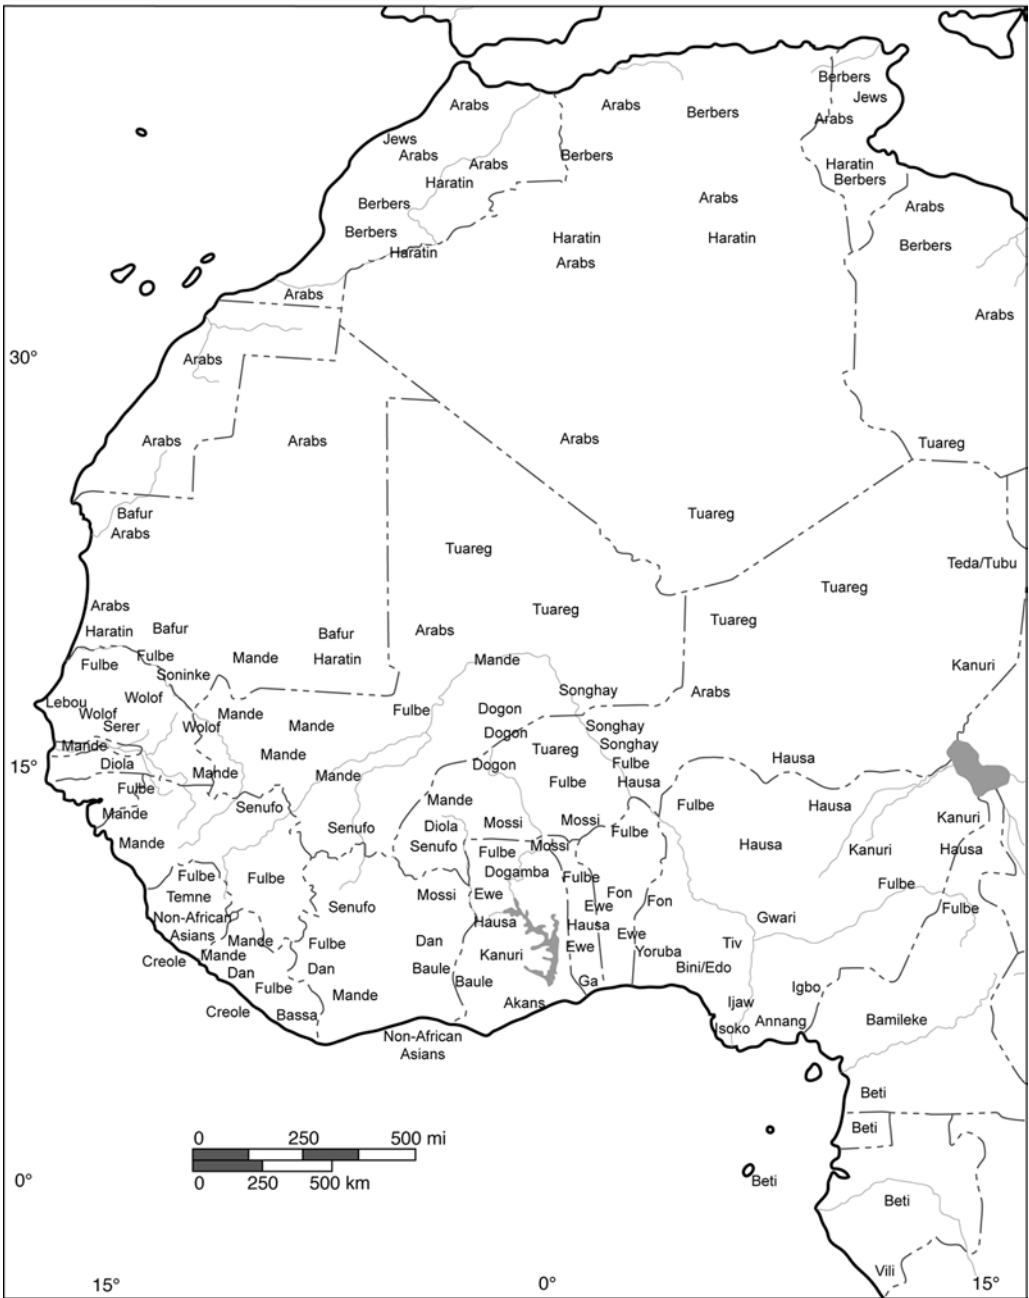 Berbers
Arabs
Arabs
Berbers
Jews
Arabs
Jews
Arabs
Berbers
Arabs
Haratin
Haratin
Berbers
Arabs
Berbers
Arabs
Berbers
Haratin
Haratin
Berbers
Haratin
Arabs
Arabs
Arabs
30°
Arabs
Arabs
Arabs
Arabs
Tuareg
Bafur
Arabs
Tuareg
Tuareg
Teda/Tubu
Tuareg
Arabs
Tuareg
Tuareg
Haratin
Bafur
Bafur
Arabs
Fulbe
Fulbe
Mande
Haratin
Mande
Kanuri
Soninke
Lebou
Wolof
Songhay
Arabs
Wolof
Mande
Fulbe
Dogon
Serer
Wolof
Mande
Dogon
Songhay
Mande
Mande
Tuareg
Songhay
15°
Diola
Mande
Mande
Dogon
Fulbe
Hausa
Fulbe
Fulbe
Hausa
Mande
Senufo
Mande
Fulbe
Hausa
Mande
Senufo
Diola
Mossi
Mossi
Fulbe
Kanuri
Senufo
Fulbe
Mossi
Hausa
Kanuri
Hausa
Fulbe
Fulbe
Dogamba
Fulbe
Fulbe
Temne
Mossi
Ewe
Fon
Fon
Non-African
Asians
Senufo
Hausa
Ewe
Hausa
Gwari
Fulbe
Mande
Fulbe
Dan
Ewe
Ewe
Yoruba
Tiv
Creole
Mande
Dan
Dan
Baule
Kanuri
Bini/Edo
Fulbe
Mande
Baule
Ga
Igbo
Creole
Bassa
Akans
Ijaw
Isoko
Annang
Bamileke
Non-African
Asians
Beti
Beti
0 250 500 mi
0 250 500 km
0°
Beti
Beti
Vili
15°
0°
15°